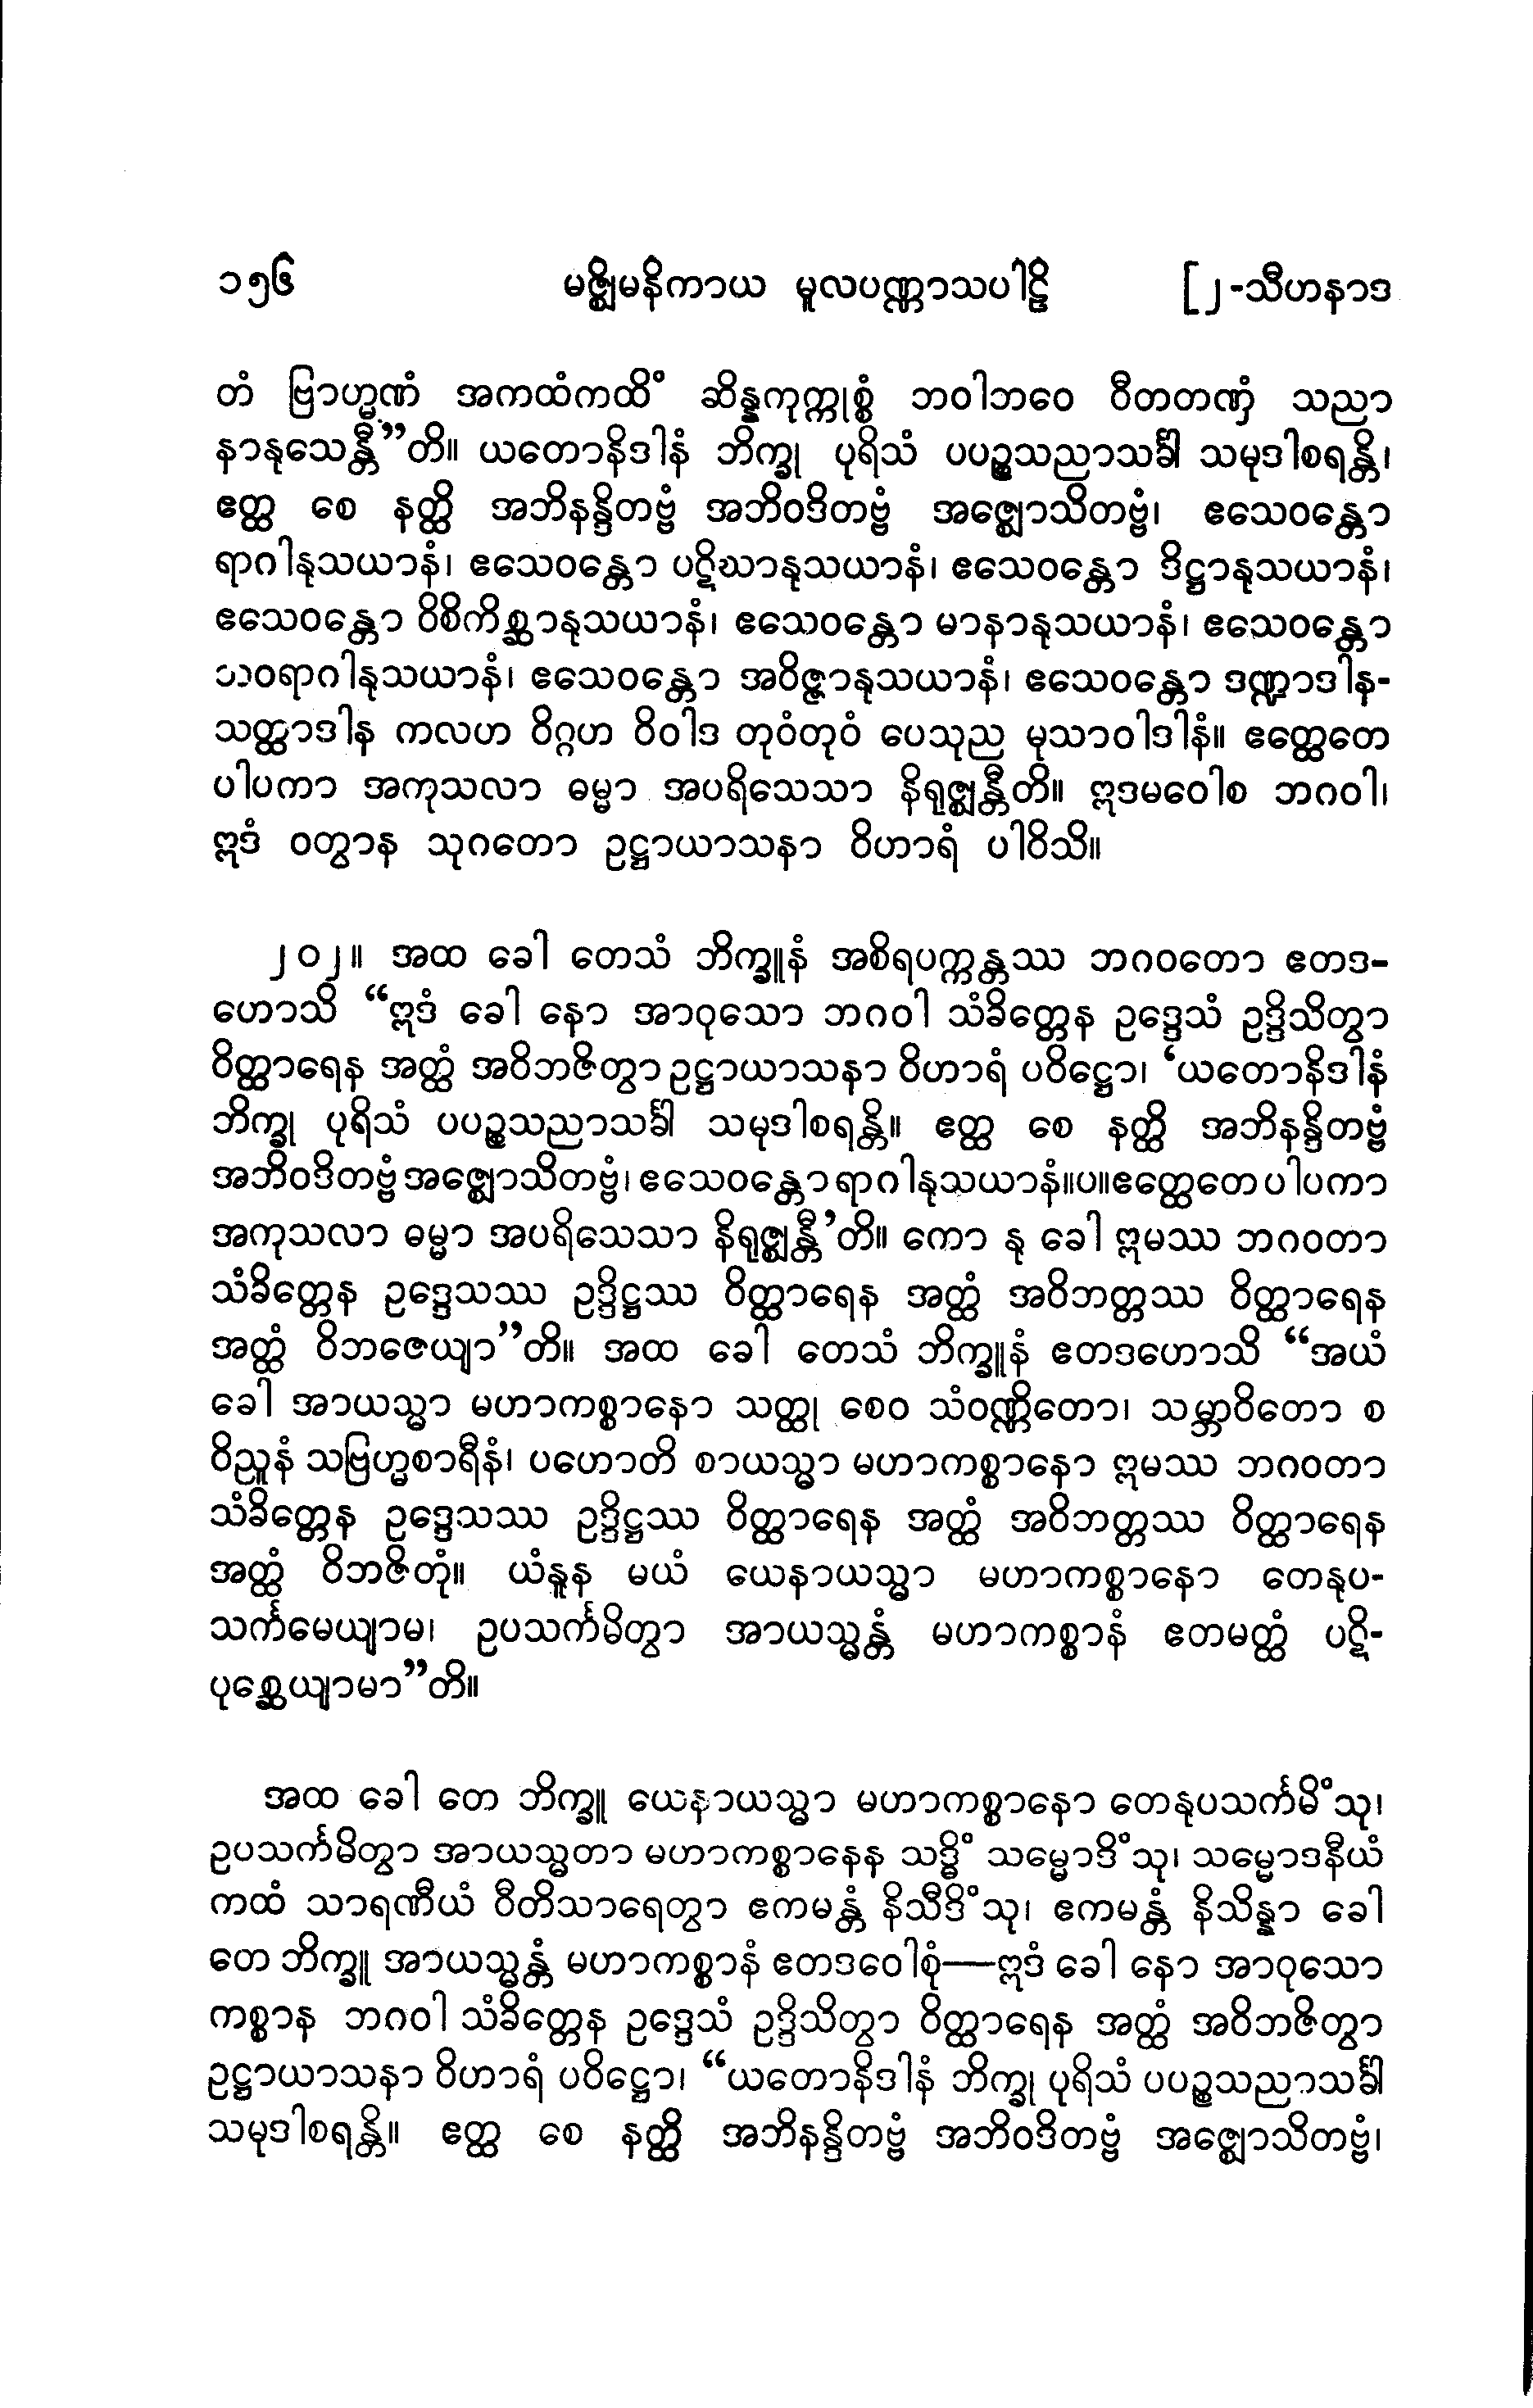 ၁၅၆ မဇ္ဈိမနိကာယ မူလပဏ္ဏာသပါဠိ [၂-သီဟနာဒ
တံ ဗြာဟ္မဏံ အကထံကထိံ ဆိန္နကုက္ကုစ္စံ ဘဝါဘဝေ ဝီတတဏှံ သညာ
နာနုသေန္တီ”တိ။ ယတောနိဒါနံ ဘိက္ခု ပုရိသံ ပပဉ္စသညာသင်္ခါ သမုဒါစရန္တိ၊
ဧတ္ထ စေ နတ္ထိ အဘိနန္ဒိတဗ္ဗံ အဘိဝဒိတဗ္ဗံ အဇ္ဈောသိတဗ္ဗံ၊ ဧသေဝန္တော
ရာဂါနုသယာနံ၊ ဧသေဝန္တော ပဋိဃာနုသယာနံ၊ ဧသေဝန္တော ဒိဋ္ဌာနုသယာနံ၊
ဧသေဝန္တော ဝိစိကိစ္ဆာနုသယာနံ၊ ဧသေဝန္တော မာနာနုသယာနံ၊ ဧသေဝန္တော
ဘဝရာဂါနုသယာနံ၊ ဧသေဝန္တော အဝိဇ္ဇာနုသယာနံ၊ ဧသေဝန္တော ဒဏ္ဍာဒါန-
သတ္ထာဒါန ကလဟ ဝိဂ္ဂဟ ဝိဝါဒ တုဝံတုဝံ ပေသုည မုသာဝါဒါနံ။ ဧတ္ထေတေ
ပါပကာ အကုသလာ ဓမ္မာ အပရိသေသာ နိရုဇ္ဈန္တီတိ။ ဣဒမဝေါစ ဘဂဝါ၊
ဣဒံ ဝတွာန သုဂတော ဥဋ္ဌာယာသနာ ဝိဟာရံ ပါဝိသိ။
၂၀၂။ အထ ခေါ တေသံ ဘိက္ခူနံ အစိရပက္ကန္တဿ ဘဂဝတော ဧတဒ-
ဟောသိ “ဣဒံ ခေါ နော အာဝုသော ဘဂဝါ သံခိတ္တေန ဥဒ္ဒေသံ ဥဒ္ဒိသိတွာ
ဝိတ္ထာရေန အတ္ထံ အဝိဘဇိတွာ ဥဋ္ဌာယာသနာ ဝိဟာရံ ပဝိဋ္ဌော၊ ‘ယတောနိဒါနံ
ဘိက္ခု ပုရိသံ ပပဉ္စသညာသင်္ခါ သမုဒါစရန္တိ။ ဧတ္ထ စေ နတ္ထိ အဘိနန္ဒိတဗ္ဗံ
အဘိဝဒိတဗ္ဗံ အဇ္ဈောသိတဗ္ဗံ၊ ဧသေဝန္တော ရာဂါနုသယာနံ။ပ။ဧတ္ထေတေ ပါပကာ
အကုသလာ ဓမ္မာ အပရိသေသာ နိရုဇ္ဈန္တီ’တိ။ ကော နု ခေါ ဣမဿ ဘဂဝတာ
သံခိတ္တေန ဥဒ္ဒေသဿ ဥဒ္ဒိဋ္ဌဿ ဝိတ္ထာရေန အတ္ထံ အဝိဘတ္တဿ ဝိတ္ထာရေန
အတ္ထံ ဝိဘဇေယျာ”တိ။ အထ ခေါ တေသံ ဘိက္ခူနံ ဧတဒဟောသိ “အယံ
ခေါ အာယသ္မာ မဟာကစ္စာနော သတ္ထု စေဝ သံဝဏ္ဏိတော၊ သမ္ဘာဝိတော စ
ဝိညူနံ သဗြဟ္မစာရီနံ၊ ပဟောတိ စာယသ္မာ မဟာကစ္စာနော ဣမဿ ဘဂဝတာ
သံခိတ္တေန ဥဒ္ဒေသဿ ဥဒ္ဒိဋ္ဌဿ ဝိတ္ထာရေန အတ္ထံ အဝိဘတ္တဿ ဝိတ္ထာရေန
အတ္ထံ ဝိဘဇိတုံ။ ယံနူန မယံ ယေနာယသ္မာ မဟာကစ္စာနော တေနုပ-
သင်္ကမေယျာမ၊ ဥပသင်္ကမိတွာ အာယသ္မန္တံ မဟာကစ္စာနံ ဧတမတ္ထံ ပဋိ-
ပုစ္ဆေယျာမာ”တိ။
အထ ခေါ တေ ဘိက္ခူ ယေနာယသ္မာ မဟာကစ္စာနော တေနုပသင်္ကမိံသု၊
ဥပသင်္ကမိတွာ အာယသ္မတာ မဟာကစ္စာနေန သဒ္ဓိံ သမ္မောဒိံသု၊ သမ္မောဒနီယံ
ကထံ သာရဏီယံ ဝီတိသာရေတွာ ဧကမန္တံ နိသီဒိံသု၊ ဧကမန္တံ နိသိန္နာ ခေါ
တေ ဘိက္ခူ အာယသ္မန္တံ မဟာကစ္စာနံ ဧတဒဝေါစုံ—ဣဒံ ခေါ နော အာဝုသော
ကစ္စာန ဘဂဝါ သံခိတ္တေန ဥဒ္ဒေသံ ဥဒ္ဒိသိတွာ ဝိတ္ထာရေန အတ္ထံ အဝိဘဇိတွာ
ဥဋ္ဌာယာသနာ ဝိဟာရံ ပဝိဋ္ဌော၊ “ယတောနိဒါနံ ဘိက္ခု ပုရိသံ ပပဉ္စသညာသင်္ခါ
သမုဒါစရန္တိ။ ဧတ္ထ စေ နတ္ထိ အဘိနန္ဒိတဗ္ဗံ အဘိဝဒိတဗ္ဗံ အဇ္ဈောသိတဗ္ဗံ၊